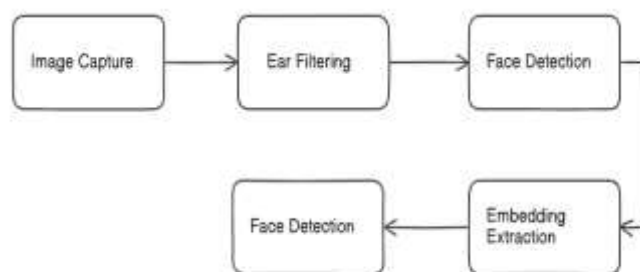 Image Capture
Ear Filtering
Face Detection
Embedding
Extraction
Face Detection